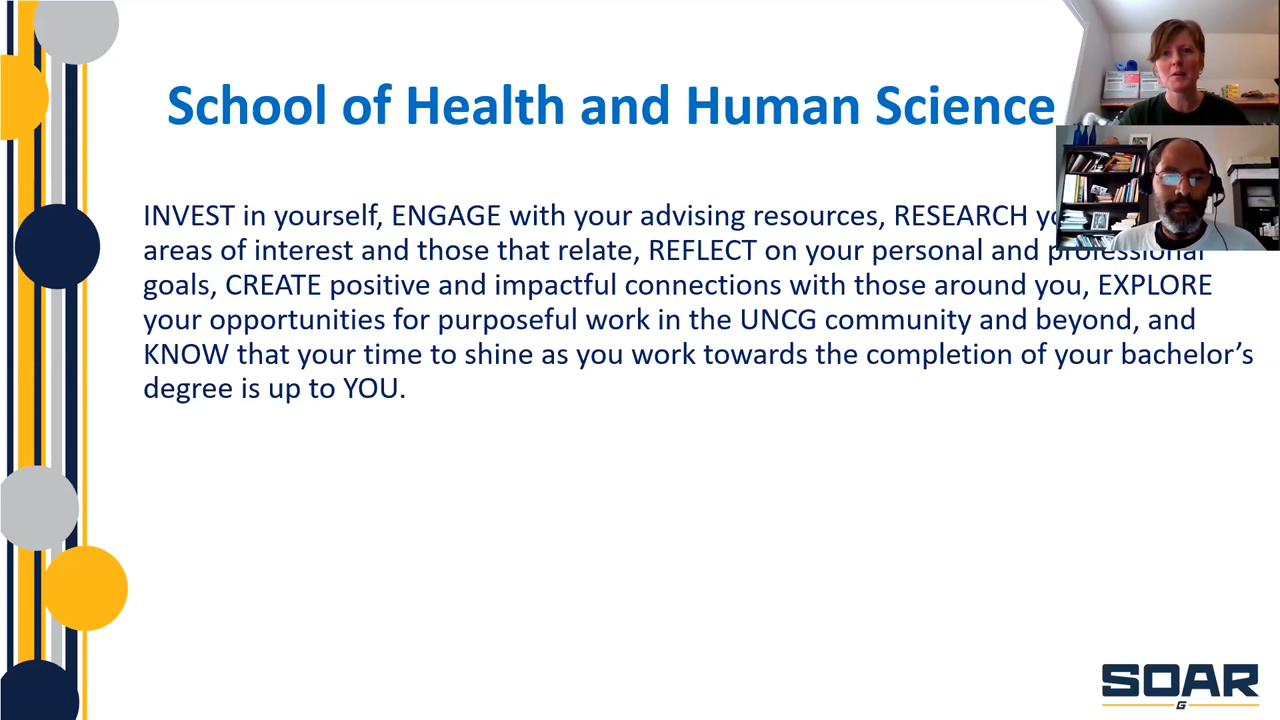 School of Health and Human Science
INVEST in yourself, ENGAGE with your advising resources, RESEARCH
areas of interest and those that relate, REFLECT on your personal and professional
goals, CREATE positive and impactful connections with those around you, EXPLORE
your opportunities for purposeful work in the UNCG community and beyond, and
KNOW that your time to shine as you work towards the completion of your bachelor’s
degree is up to YOU.
SOAR
G